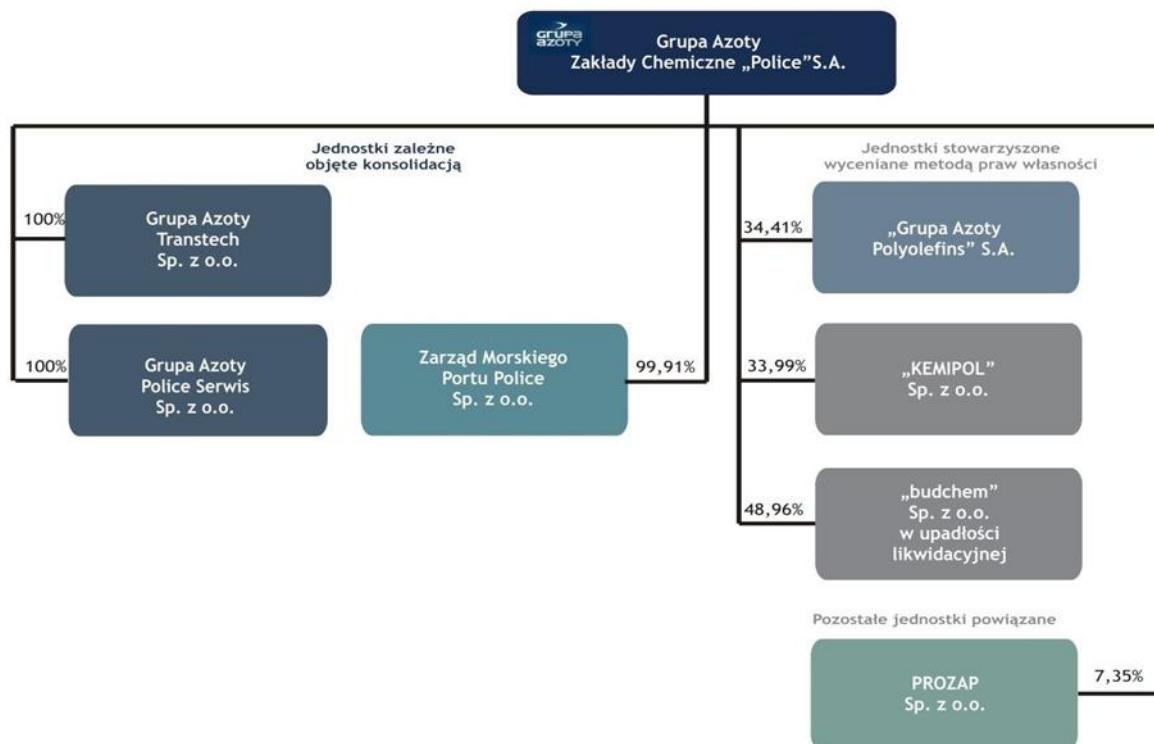 GRUPA
AZOTY
Grupa Azoty
Zakłady Chemiczne „Police”S.A.
Jednostki zależne
objęte konsolidacją
Jednostki stowarzyszone
wyceniane metodą praw własności
100%
Grupa Azoty
Transtech
Sp. z o.o.
34,41%
„Grupa Azoty
Polyolefins” S.A.
100%
Grupa Azoty
Police Serwis
Sp. z o.o.
Zarząd Morskiego
Portu Police
Sp. z o.o.
99,91%
33,99%
„KEMIPOL”
Sp. z o.o.
48,96%
„budchem”
Sp. z o.o.
w upadłości
likwidacyjnej
Pozostałe jednostki powiązane
PROZAP
Sp. z o.o.
7,35%